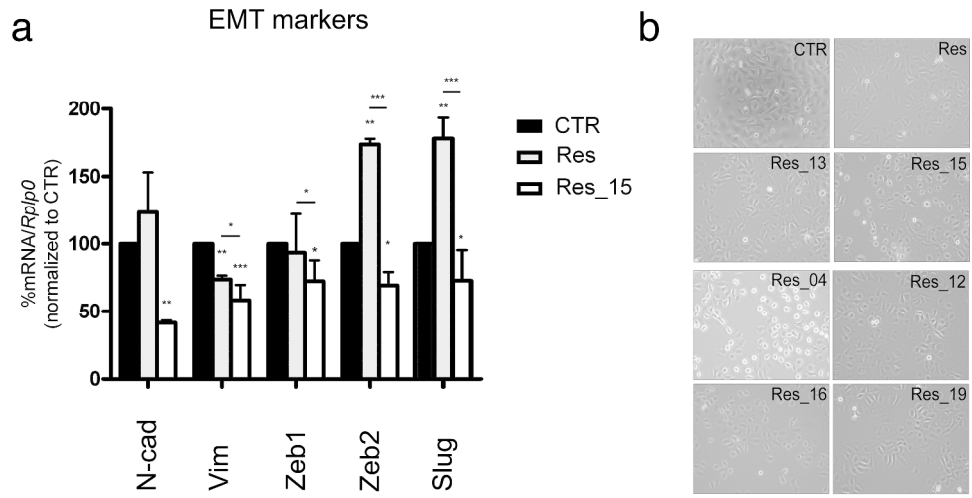 a
EMT markers
%mRNA/Rplp0
(normalized to CTR)
200
150
100
50
0
**
**
*
***
*
*
**
***
*
**
***
*
N-cad
Vim
Zeb1
Zeb2
Slug
CTR
Res
Res_15
b
CTR
Res
Res_13
Res_15
Res_04
Res_12
Res_16
Res_19